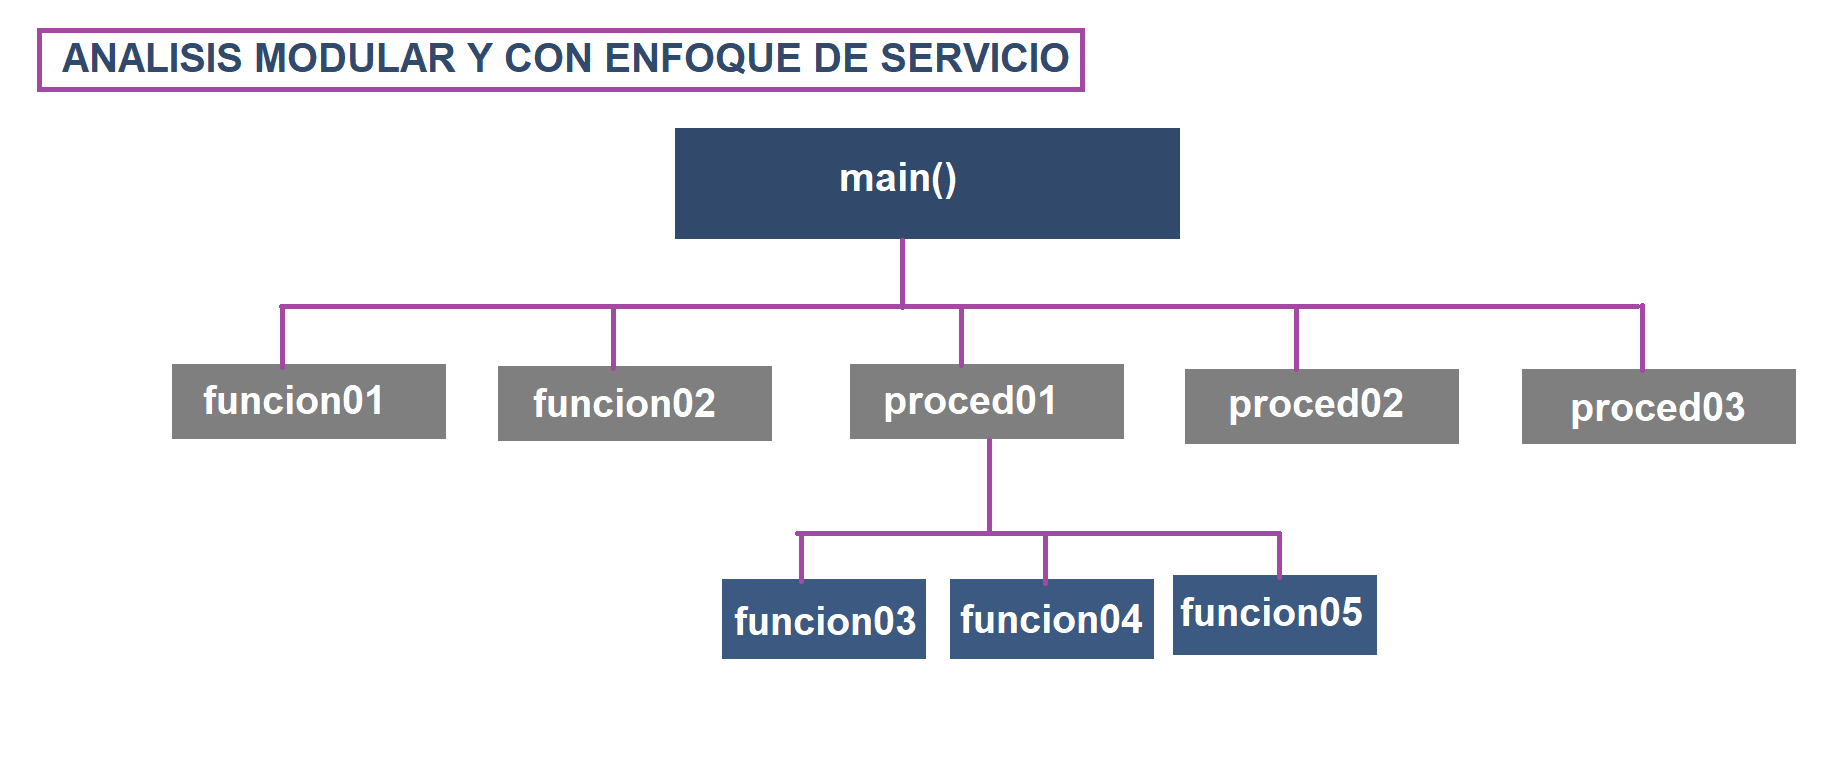 ANALISIS MODULAR Y CON ENFOQUE DE SERVICIO
main()
funcion01
funcion02
proced01
proced02
proced03
funcion03
funcion04
funcion05